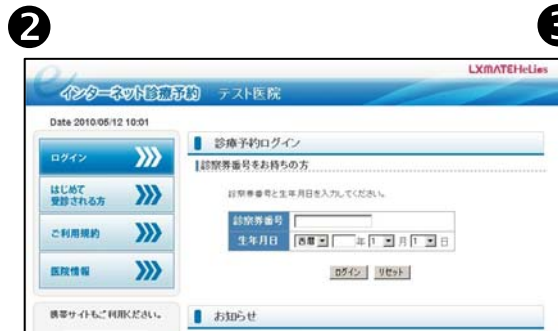 ❷
❸
LXMATEHeLios
インターネット診療予約 テスト医院
Date 2010/05/12 10:01
ログイン
はじめて
受診される方
ご利用規約
医院情報
携帯サイトもご利用ください。
診療予約ログイン
診察券番号をお持ちの方
診察券番号と生年月日を入力してください。
診察券番号
生年月日 西暦 年 1 月 1 日
ログイン リセット
お知らせ